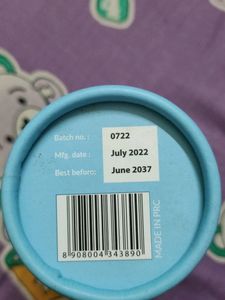 Batch no.: 0722
Mfg. date: July 2022
Best before: June 2037
MADE IN PRC
8 908004 343890